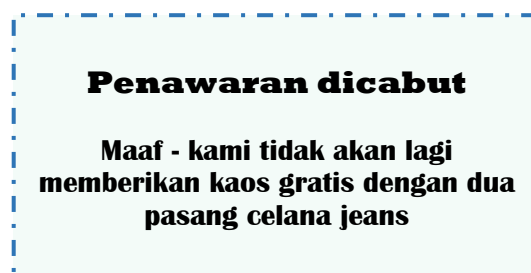 Penawaran dicabut
Maaf - kami tidak akan lagi
memberikan kaos gratis dengan dua
pasang celana jeans